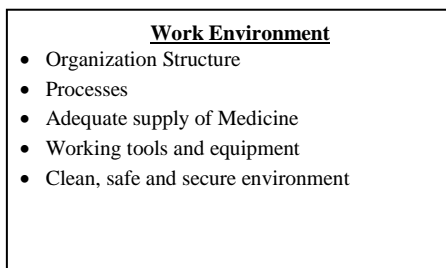 Work Environment
• Organization Structure
• Processes
• Adequate supply of Medicine
• Working tools and equipment
• Clean, safe and secure environment